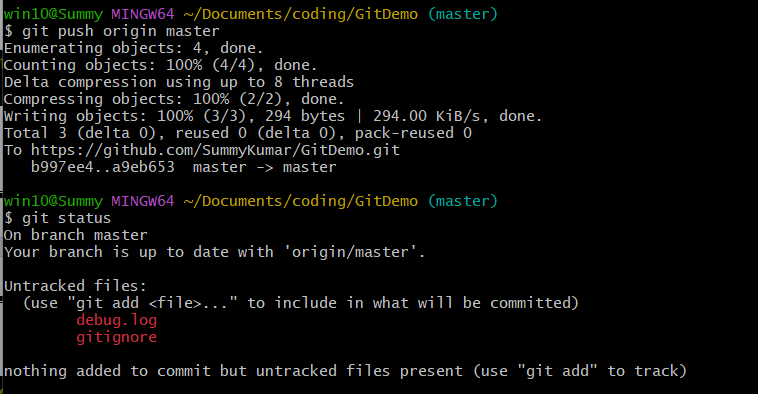 win10@Summy MINGW64 ~/Documents/coding/GitDemo (master)
$ git push origin master
Enumerating objects: 4, done.
Counting objects: 100% (4/4), done.
Delta compression using up to 8 threads
Compressing objects: 100% (2/2), done.
Writing objects: 100% (3/3), 294 bytes | 294.00 KiB/s, done.
Total 3 (delta 0), reused 0 (delta 0), pack-reused 0
To https://github.com/SummyKumar/GitDemo.git
   b997ee4..a9eb653  master -> master
win10@Summy MINGW64 ~/Documents/coding/GitDemo (master)
$ git status
On branch master
Your branch is up to date with 'origin/master'.
Untracked files:
  (use "git add <file>..." to include in what will be committed)
        debug.log
        gitignore
nothing added to commit but untracked files present (use "git add" to track)